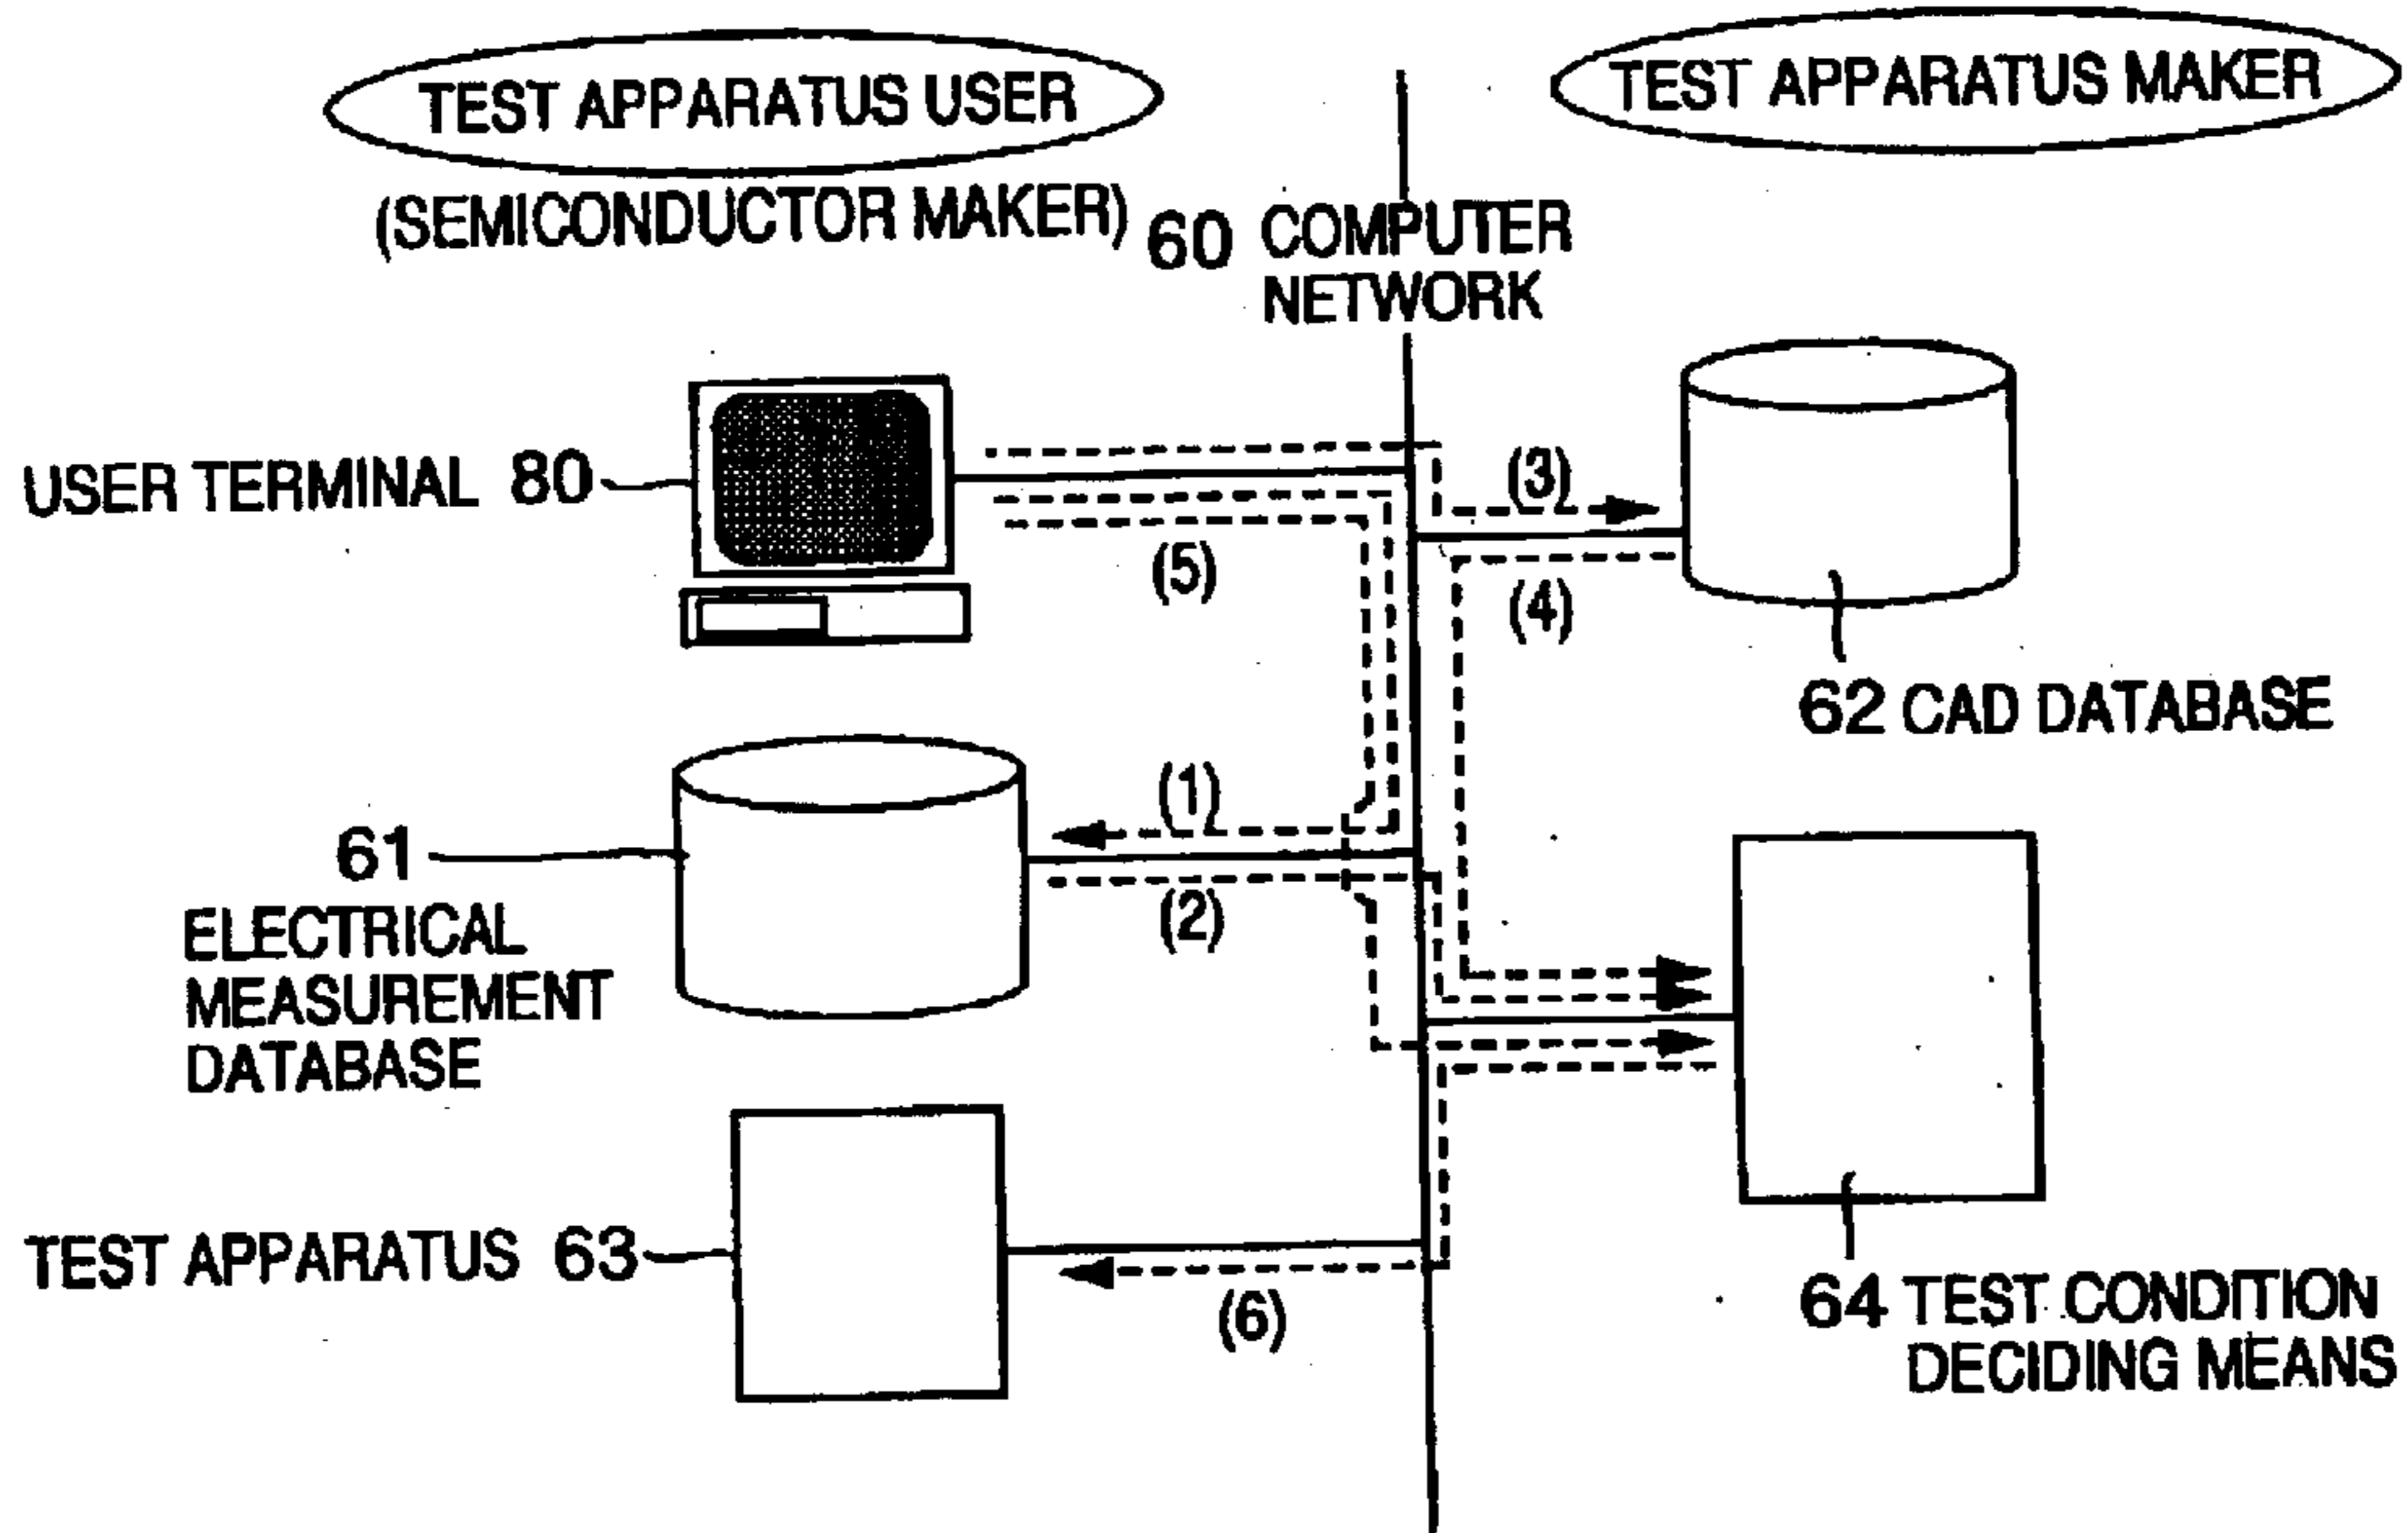 TEST APPARATUS USER
(SEMICONDUCTOR MAKER)
TEST APPARATUS MAKER
60 COMPUTER
NETWORK
USER TERMINAL 80
(3)
(5)
(4)
62 CAD DATABASE
(1)
61
(2)
ELECTRICAL
MEASUREMENT
DATABASE
TEST APPARATUS 63
(6)
64 TEST CONDITION
DECIDING MEANS